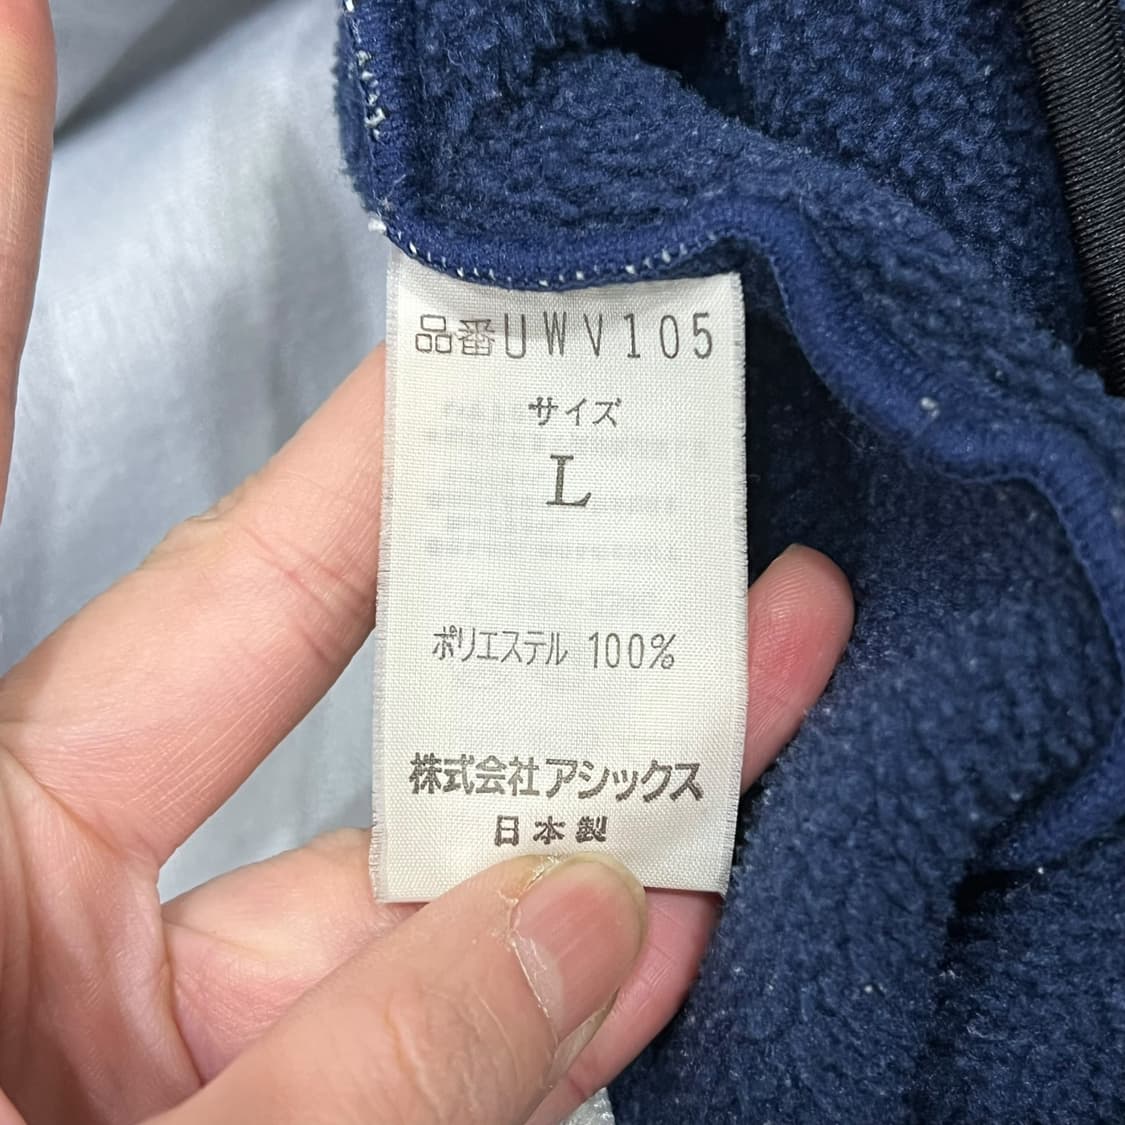 品番UWV105
サイズ
L
ポリエステル 100%
株式会社アシックス
日本製